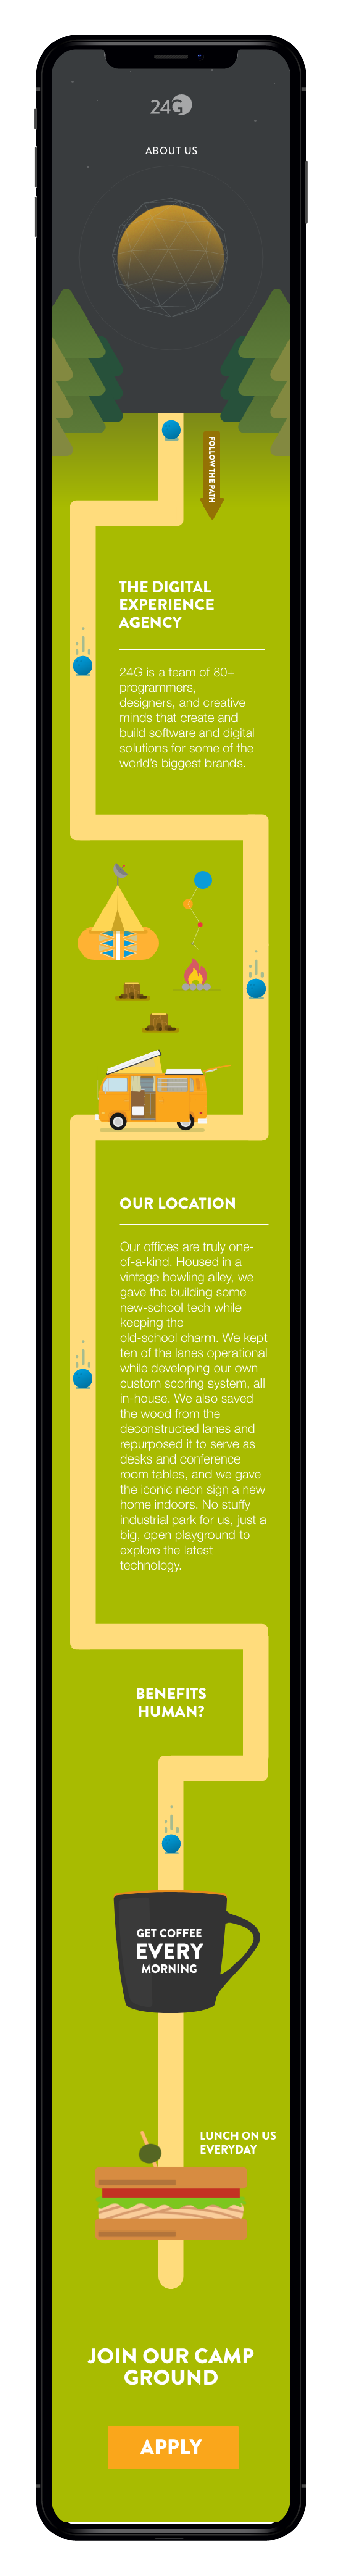 24G
ABOUT US
FOLLOW THE PATH
THE DIGITAL
EXPERIENCE
AGENCY
24G is a team of 80+
programmers,
designers, and creative
minds that create and
build software and digital
solutions for some of the
world's biggest brands.
OUR LOCATION
Our offices are truly one-
of-a-kind. Housed in a
vintage bowling alley, we
gave the building some
new-school tech while
keeping the
old-school charm. We kept
ten of the lanes operational
while developing our own
custom scoring system, all
in-house. We also saved
the wood from the
deconstructed lanes and
repurposed it to serve as
desks and conference
room tables, and we gave
the iconic neon sign a new
home indoors. No stuffy
industrial park for us, just a
big, open playground to
explore the latest
technology.
BENEFITS
HUMAN?
GET COFFEE
EVERY
MORNING
LUNCH ON US
EVERYDAY
JOIN OUR CAMP
GROUND
APPLY